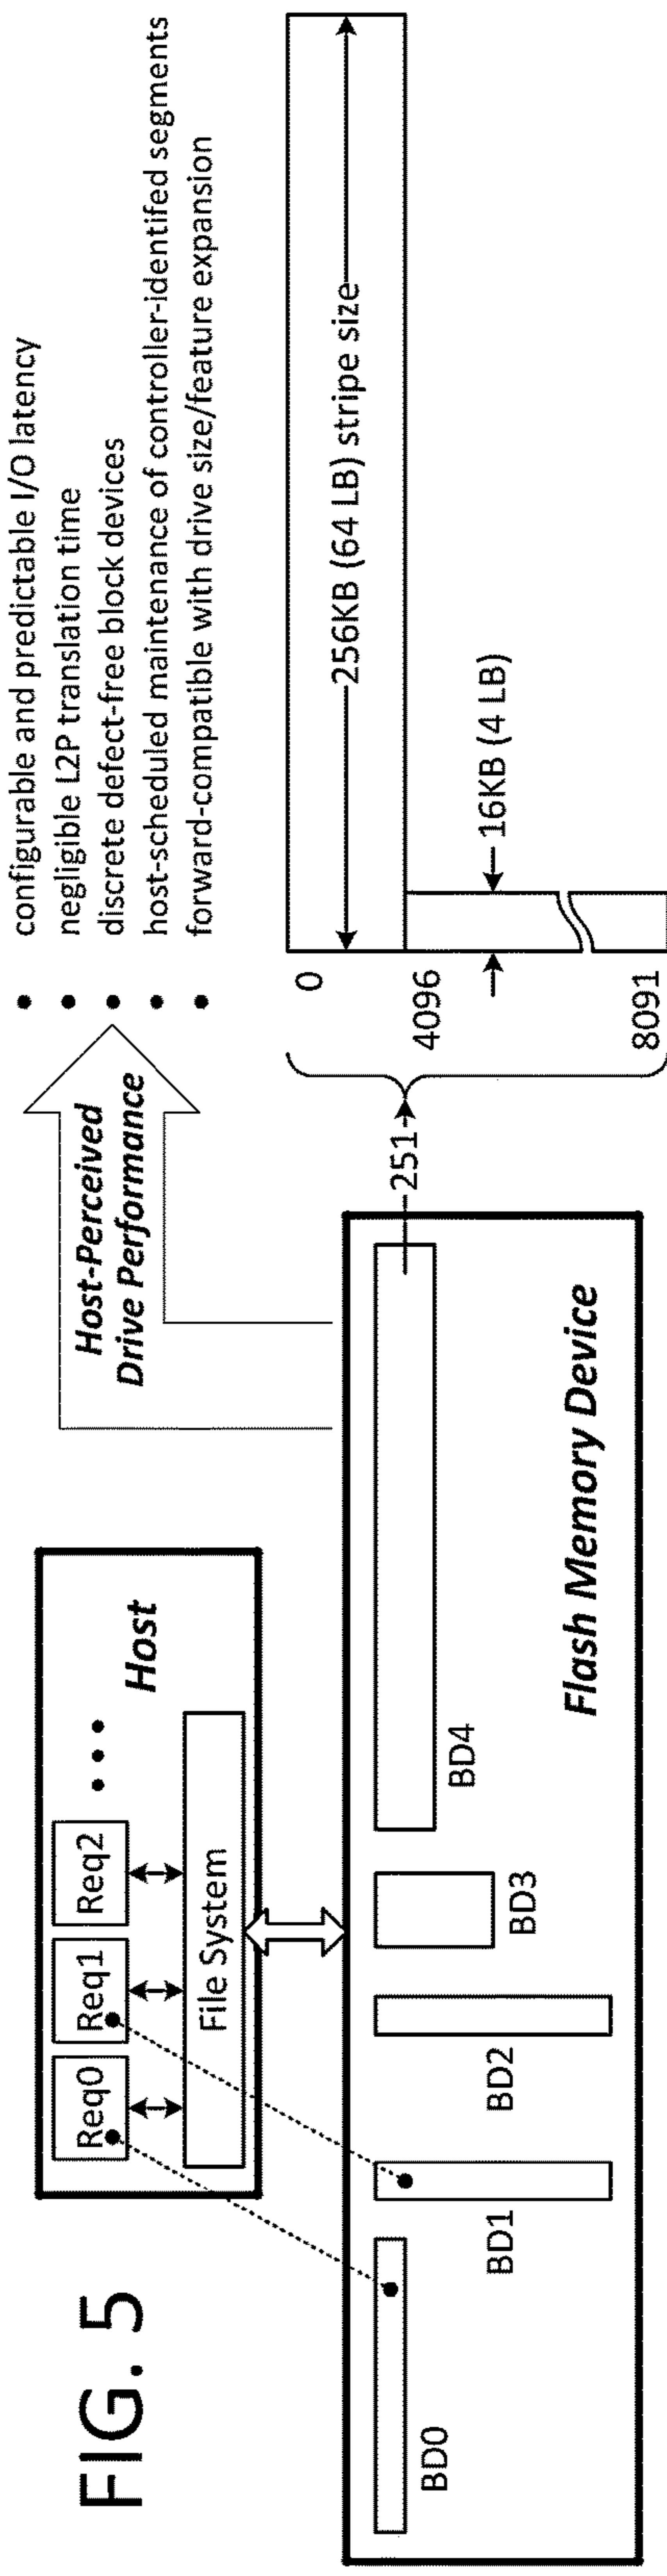 FIG. 5
Req0
Req1
Req2
Host
File System
Host-Perceived
Drive Performance
• configurable and predictable I/O latency
• negligible L2P translation time
• discrete defect-free block devices
• host-scheduled maintenance of controller-identifed segments
• forward-compatible with drive size/feature expansion
BD0
BD1
BD2
BD3
BD4
Flash Memory Device
251
0
4096
8091
256KB (64 LB) stripe size
16KB (4 LB)